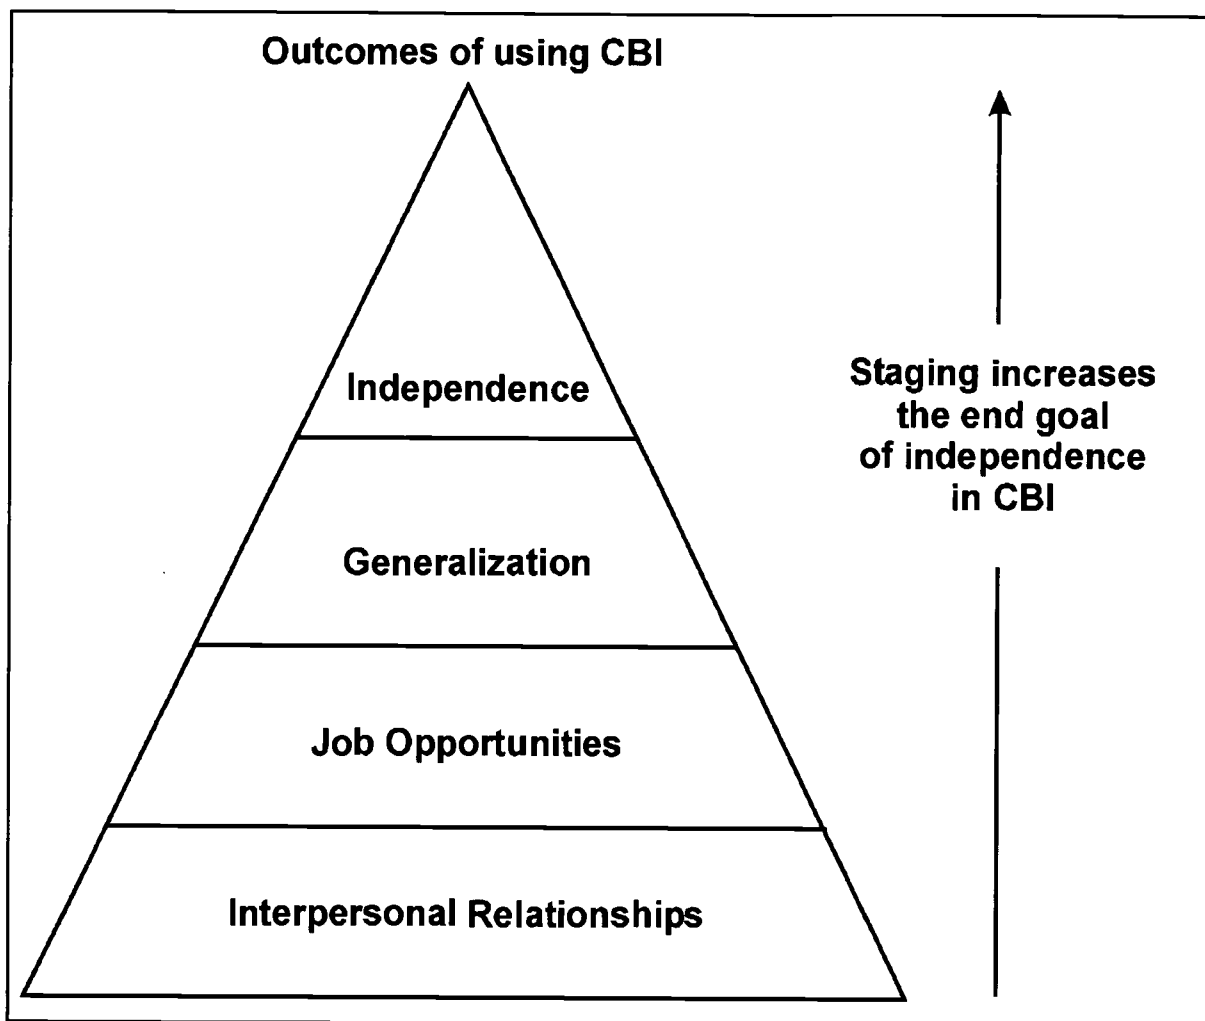 Outcomes of using CBI
Independence
Generalization
Job Opportunities
Interpersonal Relationships
Staging increases
the end goal
of independence
in CBI